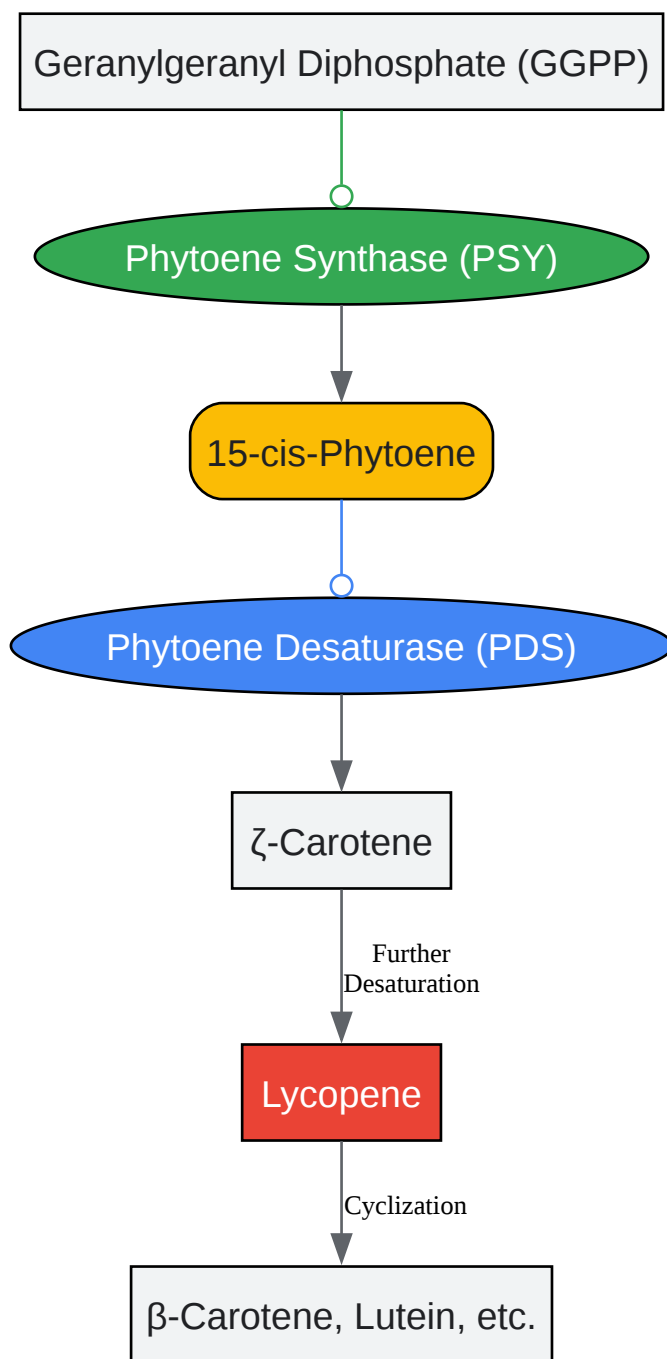 Geranylgeranyl Diphosphate (GGPP)
Phytoene Synthase (PSY)
15-cis-Phytoene
Phytoene Desaturase (PDS)
ζ-Carotene
Further
Desaturation
Lycopene
Cyclization
β-Carotene, Lutein, etc.